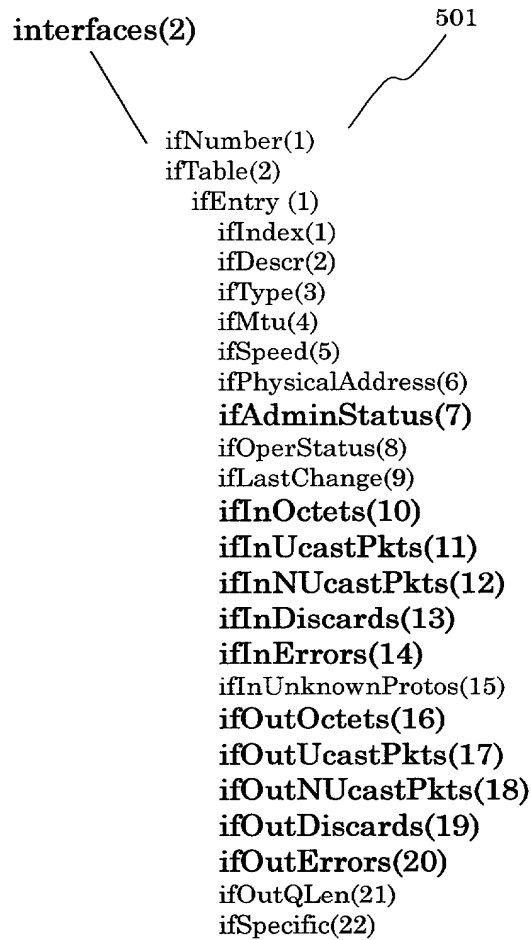 interfaces(2)
501
ifNumber(1)
ifTable(2)
ifEntry (1)
ifIndex(1)
ifDescr(2)
ifType(3)
ifMtu(4)
ifSpeed(5)
ifPhysicalAddress(6)
ifAdminStatus(7)
ifOperStatus(8)
ifLastChange(9)
ifInOctets(10)
ifInUcastPkts(11)
ifInNUcastPkts(12)
ifInDiscards(13)
ifInErrors(14)
ifInUnknownProtos(15)
ifOutOctets(16)
ifOutUcastPkts(17)
ifOutNUcastPkts(18)
ifOutDiscards(19)
ifOutErrors(20)
ifOutQLen(21)
ifSpecific(22)